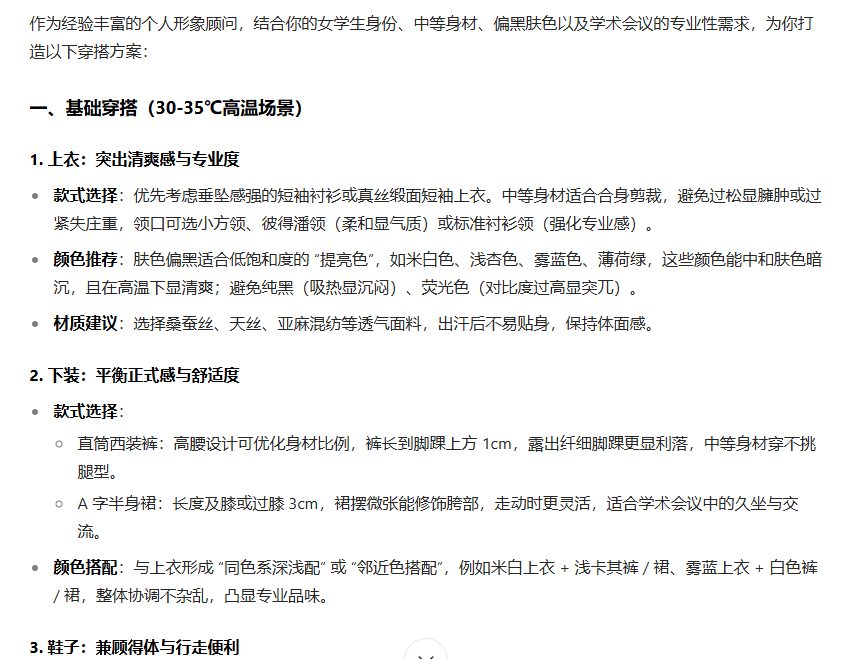 作为经验丰富的个人形象顾问，结合你的女学生身份、中等身材、偏黑肤色以及学术会议的专业性需求，为你打
造以下穿搭方案：
一、基础穿搭（30-35℃高温场景）
1. 上衣：突出清爽感与专业度
• 款式选择：优先考虑垂坠感强的短袖衬衫或真丝缎面短袖上衣。中等身材适合合身剪裁，避免过松显臃肿或过
紧失庄重，领口可选小方领、彼得潘领（柔和显气质）或标准衬衫领（强化专业感）。
• 颜色推荐：肤色偏黑适合低饱和度的 “提亮色”，如米白色、浅杏色、雾蓝色、薄荷绿，这些颜色能中和肤色暗
沉，且在高温下显清爽；避免纯黑（吸热显沉闷）、荧光色（对比度过高显突兀）。
• 材质建议：选择桑蚕丝、天丝、亚麻混纺等透气面料，出汗后不易贴身，保持体面感。
2. 下装：平衡正式感与舒适度
• 款式选择：
○ 直筒西装裤：高腰设计可优化身材比例，裤长到脚踝上方 1cm，露出纤细脚踝更显利落，中等身材穿不挑
腿型。
○ A 字半身裙：长度及膝或过膝 3cm，裙摆微张能修饰胯部，走动时更灵活，适合学术会议中的久坐与交
流。
• 颜色搭配：与上衣形成 “同色系深浅配” 或 “邻近色搭配”，例如米白上衣 + 浅卡其裤 / 裙、雾蓝上衣 + 白色裤
/ 裙，整体协调不杂乱，凸显专业品味。
3. 鞋子：兼顾得体与行走便利